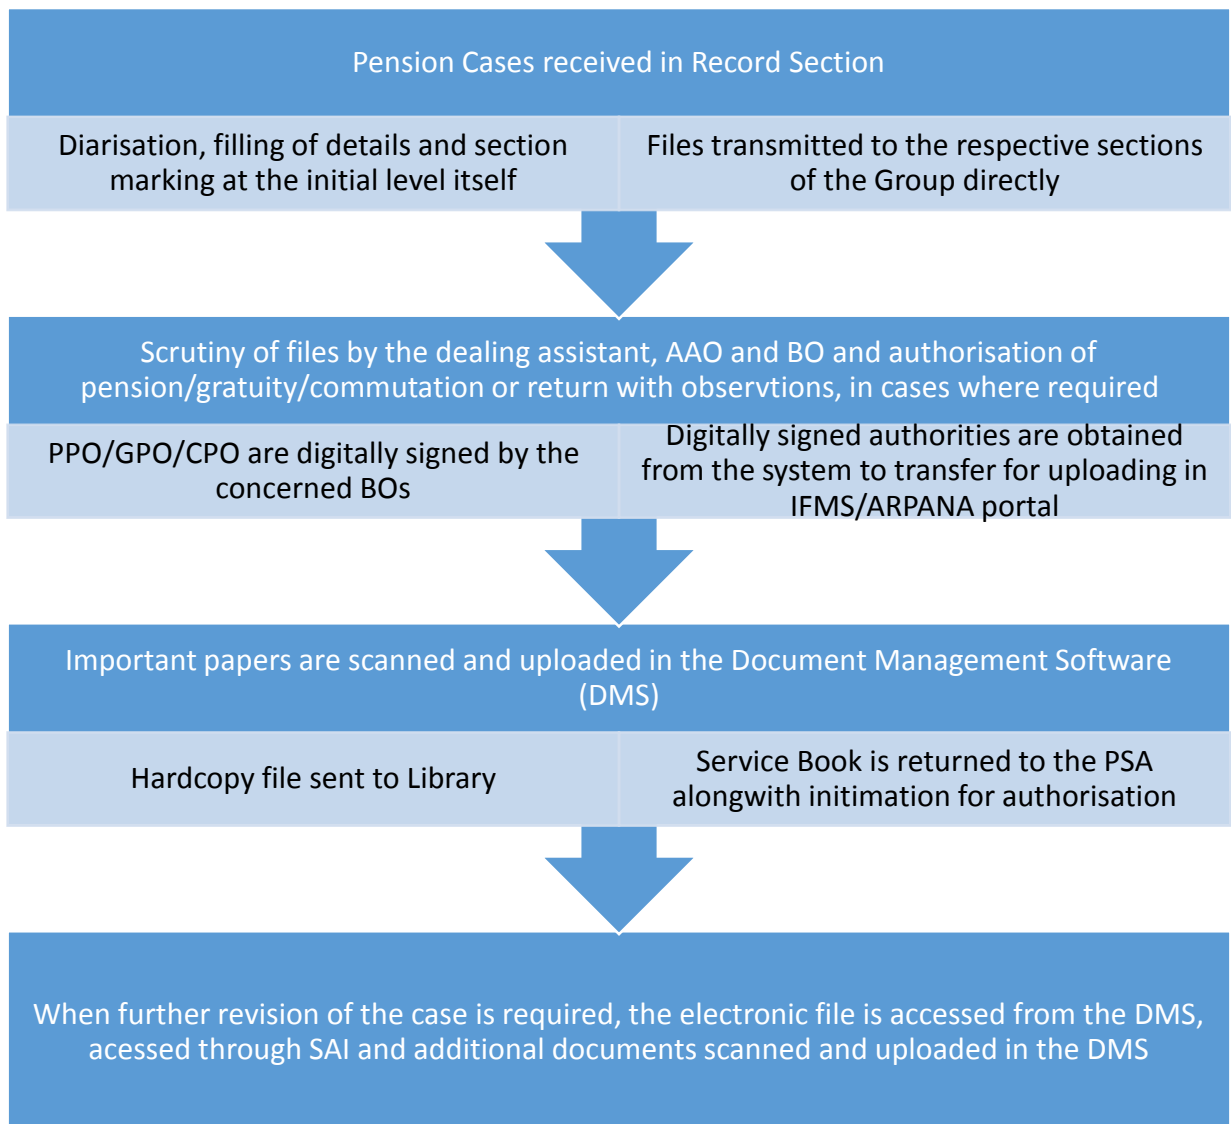 Pension Cases received in Record Section
Diarisation, filling of details and section
marking at the initial level itself
Files transmitted to the respective sections
of the Group directly
Scrutiny of files by the dealing assistant, AAO and BO and authorisation of
pension/gratuity/commutation or return with observtions, in cases where required
PPO/GPO/CPO are digitally signed by the
concerned BOs
Digitally signed authorities are obtained
from the system to transfer for uploading in
IFMS/ARPANA portal
Important papers are scanned and uploaded in the Document Management Software
(DMS)
Hardcopy file sent to Library
Service Book is returned to the PSA
alongwith initimation for authorisation
When further revision of the case is required, the electronic file is accessed from the DMS,
acessed through SAI and additional documents scanned and uploaded in the DMS